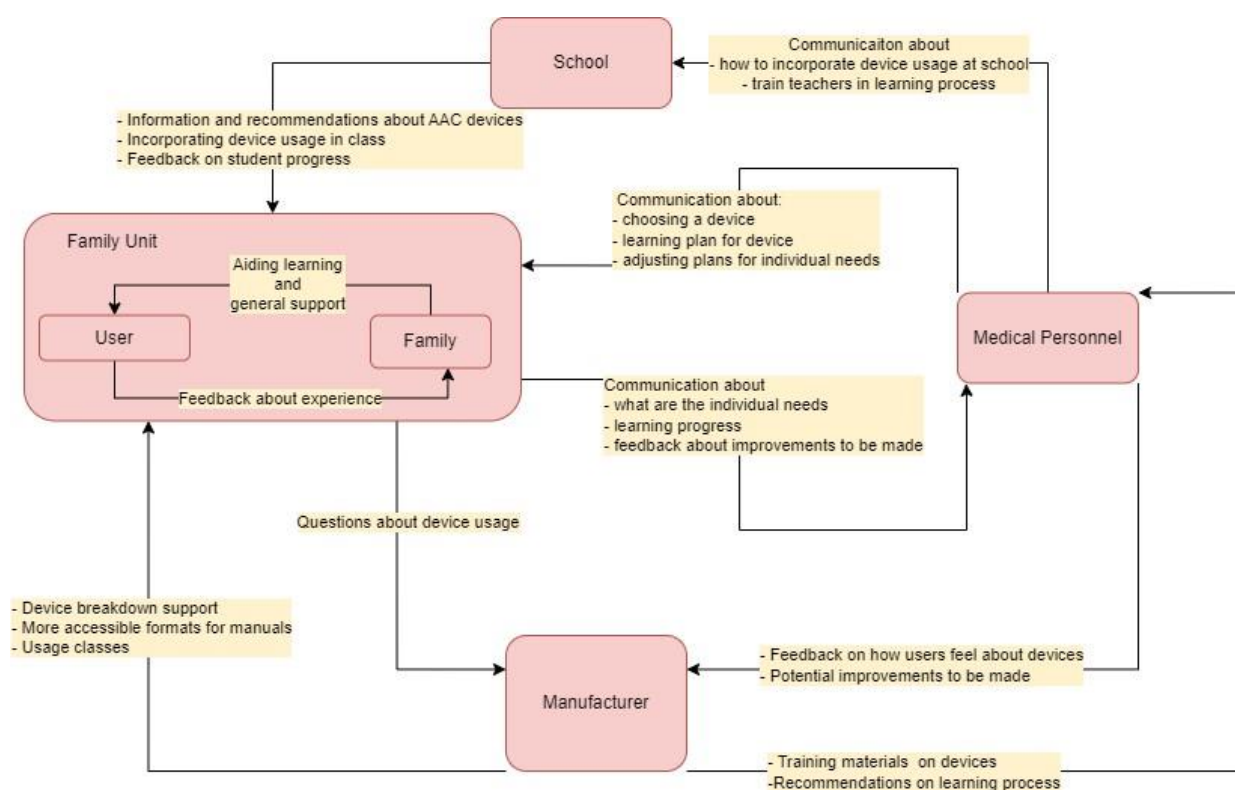 School
Communicaiton about
- how to incorporate device usage at school
- train teachers in learning process
- Information and recommendations about AAC devices
- Incorporating device usage in class
- Feedback on student progress
Communication about:
- choosing a device
- learning plan for device
- adjusting plans for individual needs
Family Unit
Aiding learning
and
general support
User
Family
Feedback about experience
Medical Personnel
Communication about
- what are the individual needs
- learning progress
- feedback about improvements to be made
Questions about device usage
- Device breakdown support
- More accessible formats for manuals
- Usage classes
Manufacturer
- Feedback on how users feel about devices
- Potential improvements to be made
- Training materials on devices
-Recommendations on learning process